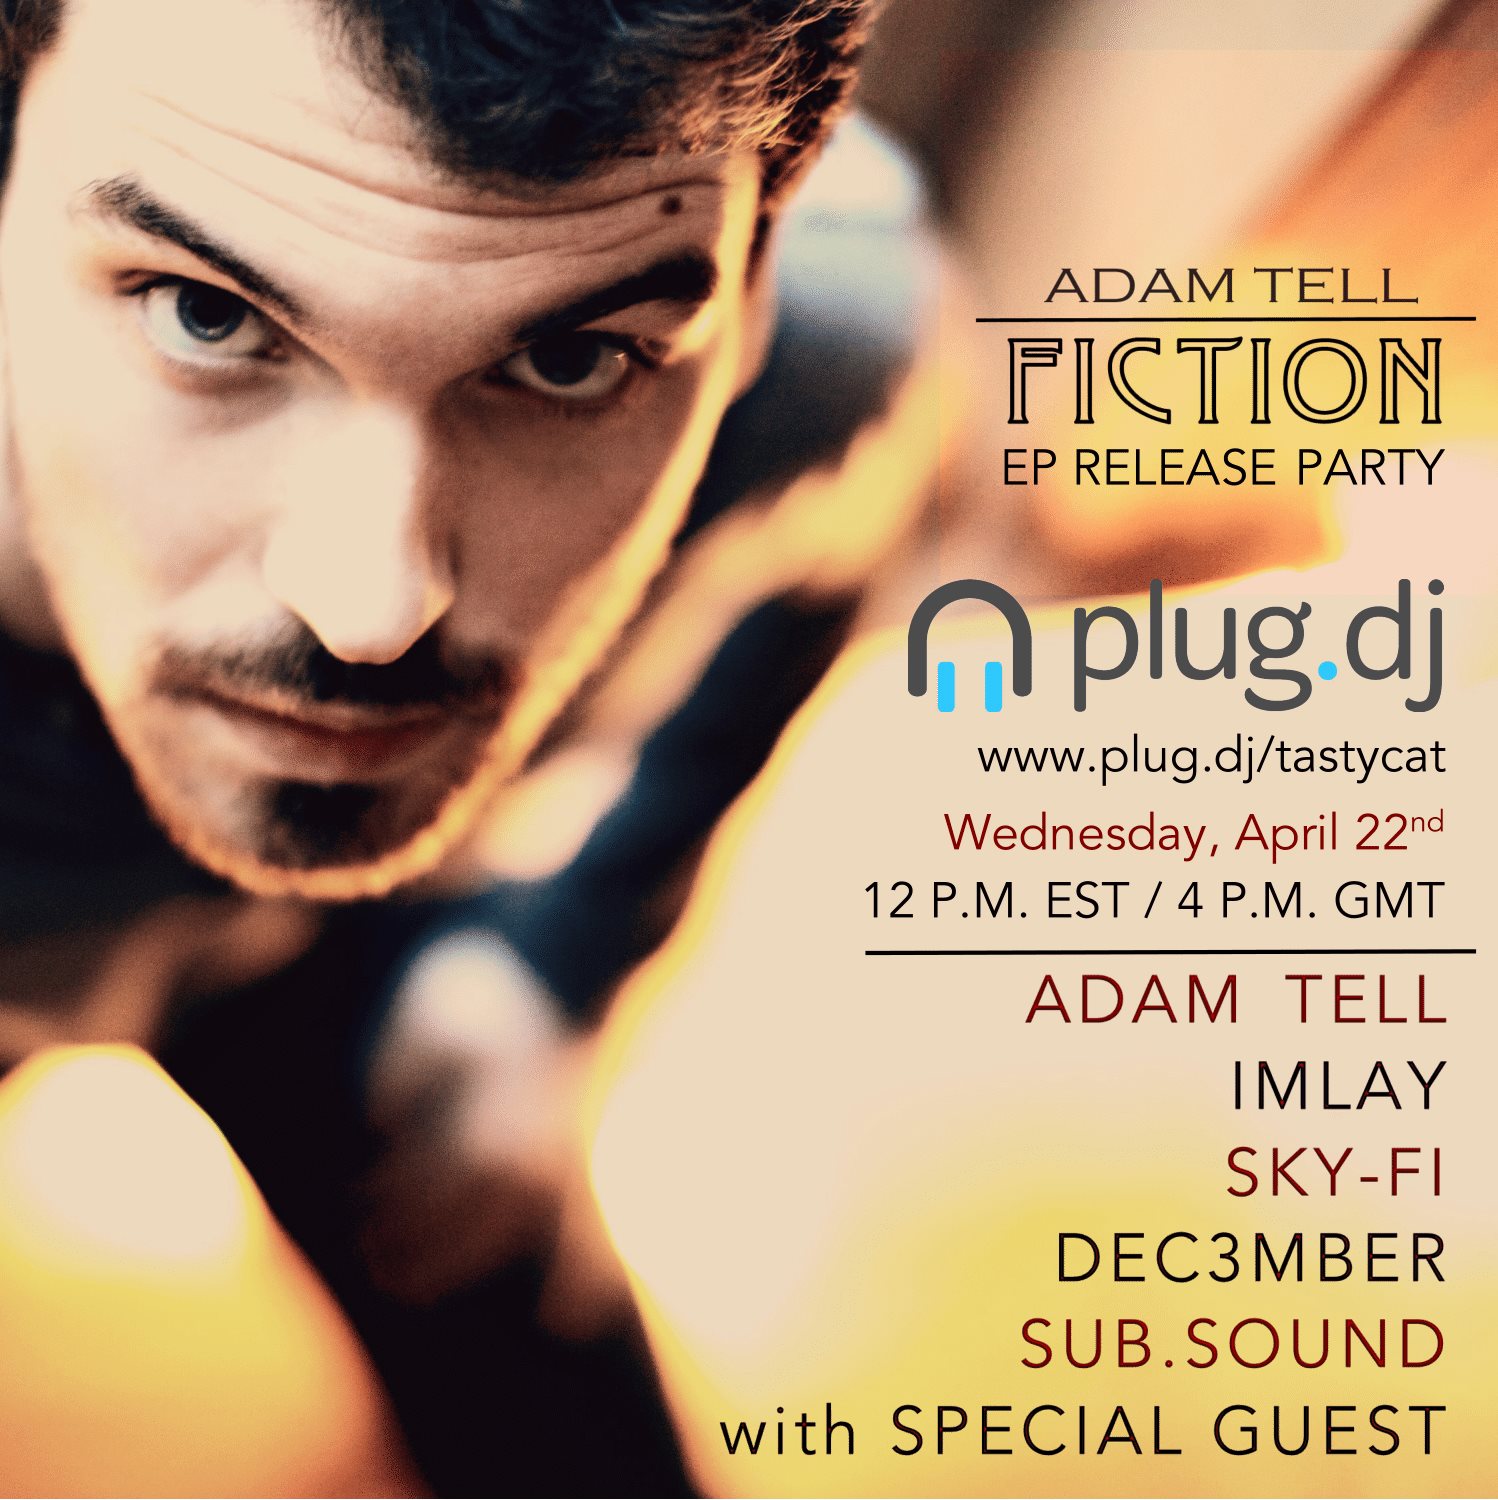 ADAM TELL
FICTION
EP RELEASE PARTY
plug.dj
www.plug.dj/tastycat
Wednesday, April 22nd
12 P.M. EST / 4 P.M. GMT
ADAM TELL
IMLAY
SKY-FI
DEC3MBER
SUB.SOUND
with SPECIAL GUEST